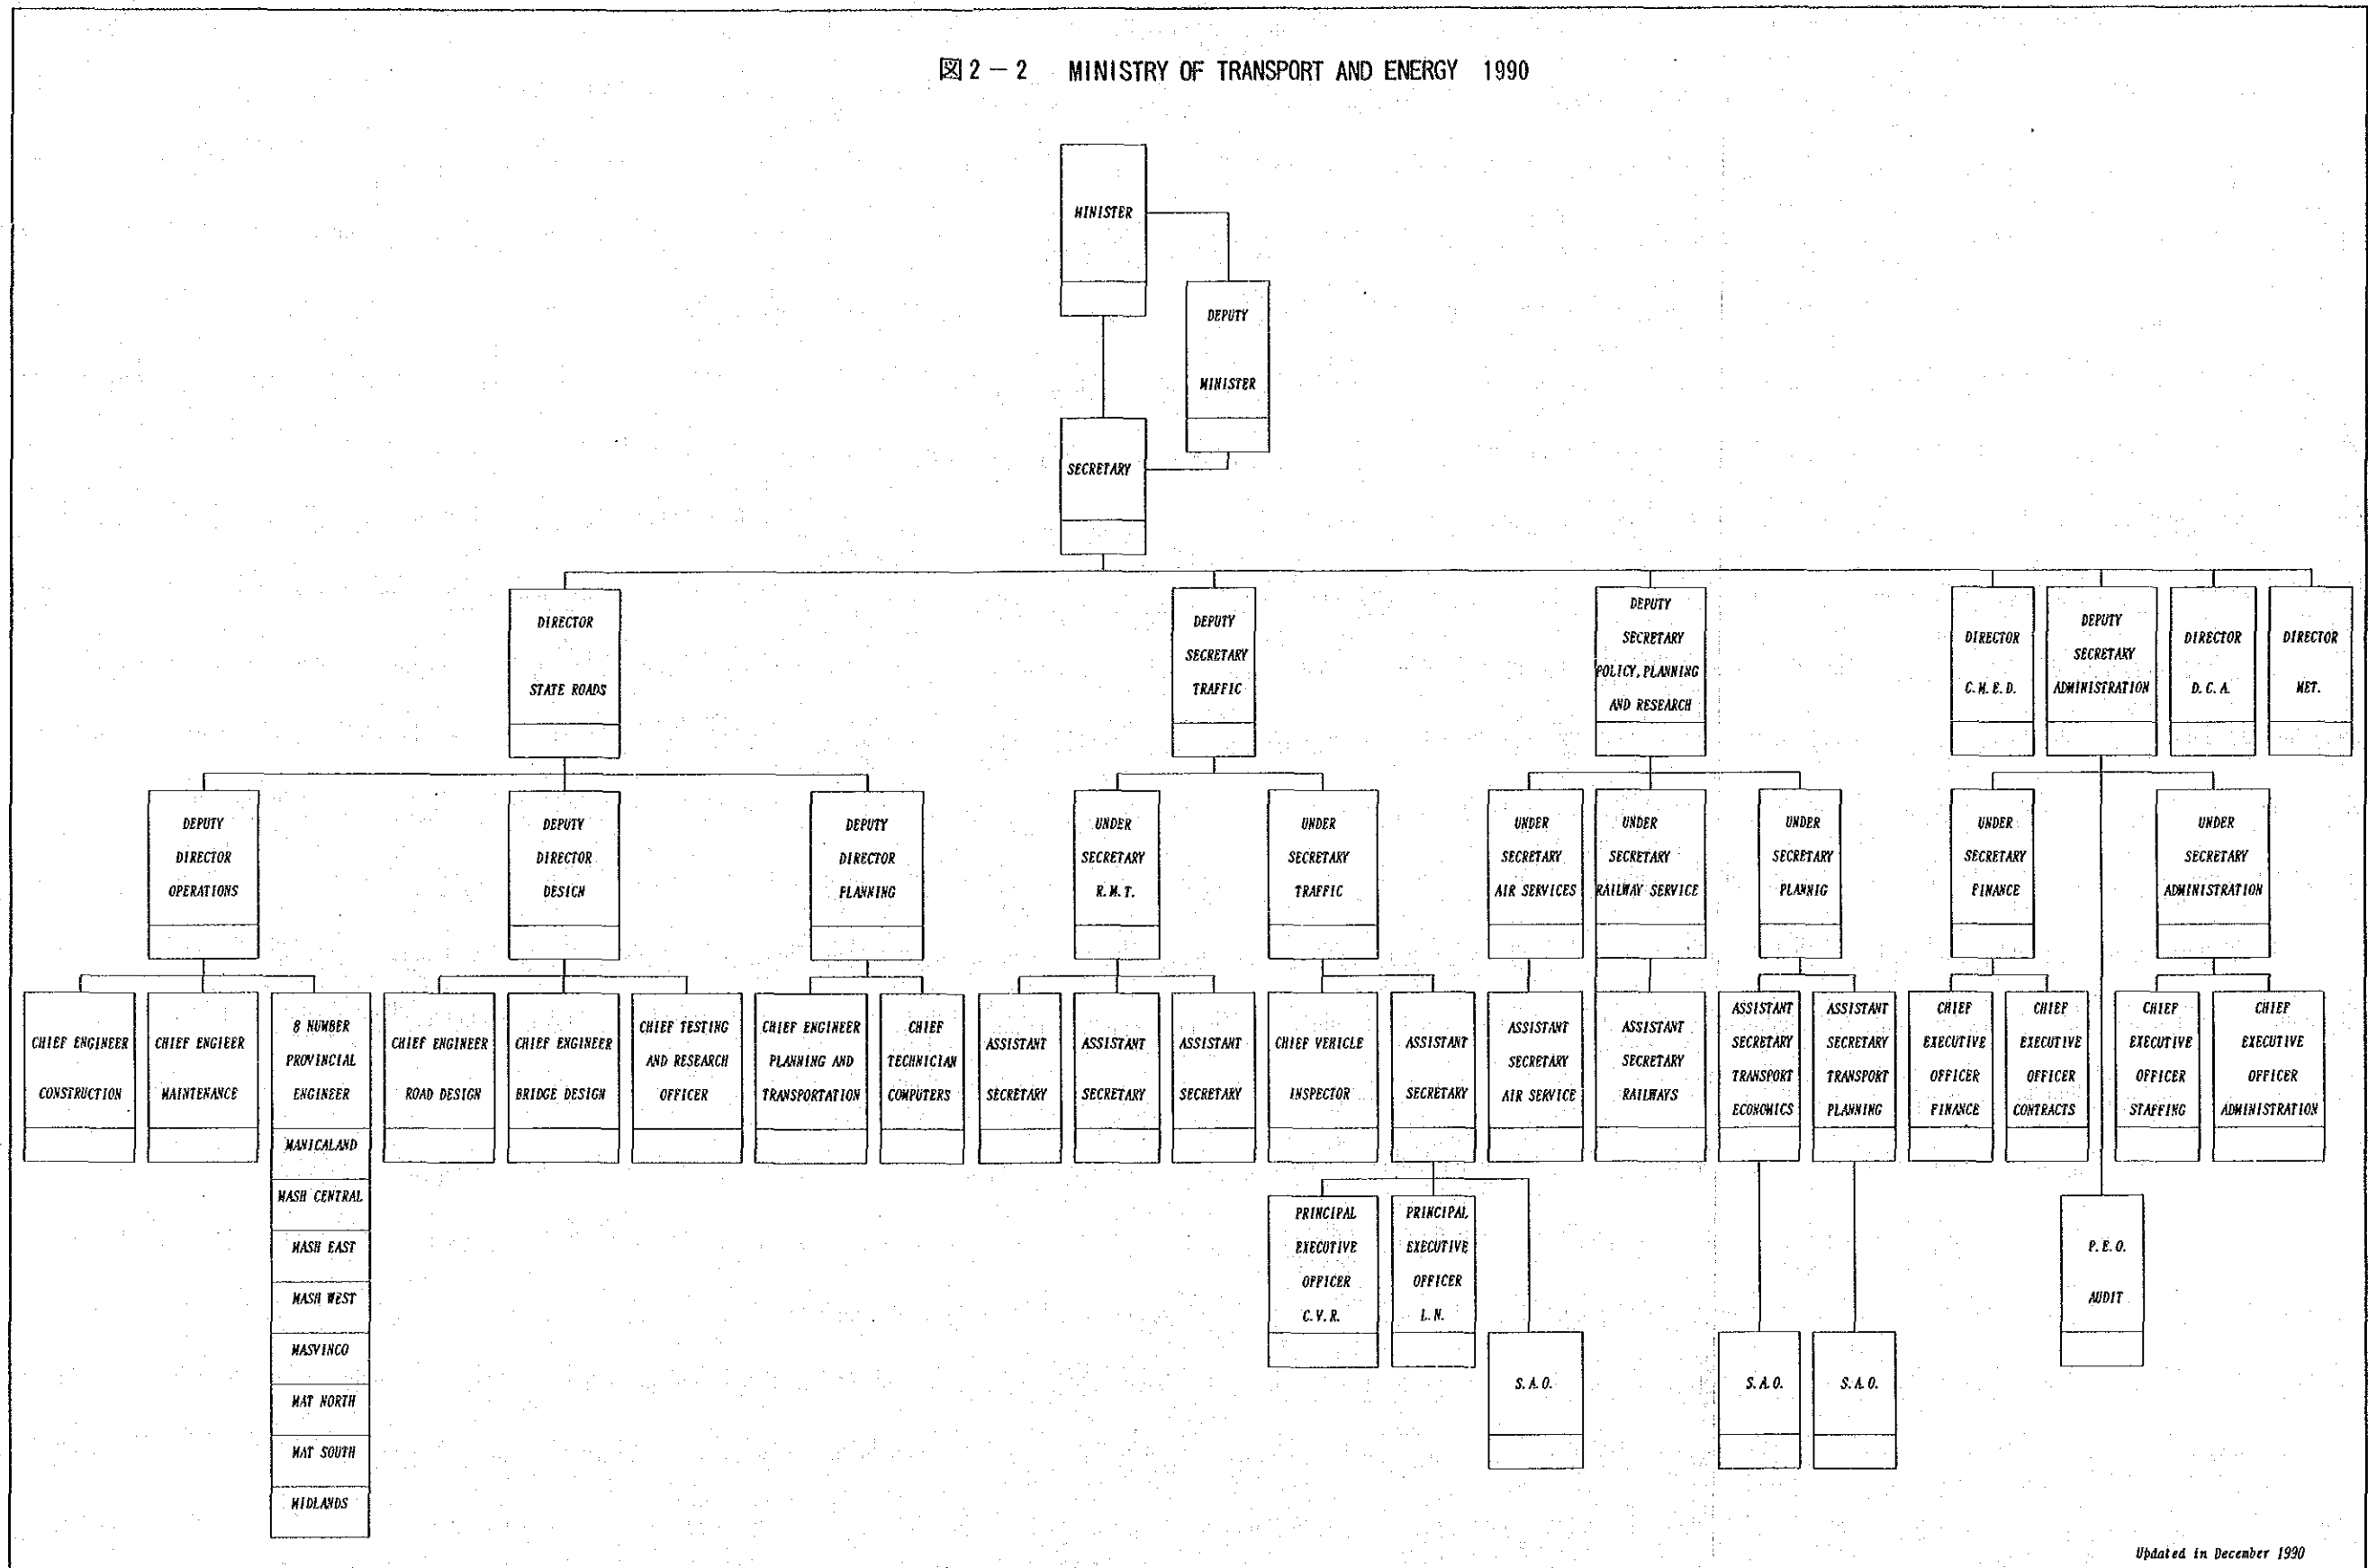 図2-2 MINISTRY OF TRANSPORT AND ENERGY 1990
MINISTER
DEPUTY
MINISTER
SECRETARY
DIRECTOR
STATE ROADS
DEPUTY
SECRETARY
TRAFFIC
DEPUTY
SECRETARY
POLICY, PLANNING
AND RESEARCH
DIRECTOR
C.M.E.D.
DEPUTY
SECRETARY
ADMINISTRATION
DIRECTOR
D.C.A.
DIRECTOR
MET.
DEPUTY
DIRECTOR
OPERATIONS
DEPUTY
DIRECTOR
DESIGN
DEPUTY
DIRECTOR
PLANNING
UNDER
SECRETARY
R.M.T.
UNDER
SECRETARY
TRAFFIC
UNDER
SECRETARY
AIR SERVICES
UNDER
SECRETARY
RAILWAY SERVICE
UNDER
SECRETARY
PLANNIG
UNDER
SECRETARY
FINANCE
UNDER
SECRETARY
ADMINISTRATION
CHIEF ENGINEER
CONSTRUCTION
CHIEF ENGIEER
MAINTENANCE
8 NUMBER
PROVINCIAL
ENGINEER
MANICALAND
MASH CENTRAL
MASH EAST
MASH WEST
MASVINCO
MAT NORTH
MAT SOUTH
MIDLANDS
CHIEF ENGINEER
ROAD DESIGN
CHIEF ENGINEER
BRIDGE DESIGN
CHIEF TESTING
AND RESEARCH
OFFICER
CHIEF ENGINEER
PLANNING AND
TRANSPORTATION
CHIEF
TECHNICIAN
COMPUTERS
ASSISTANT
SECRETARY
ASSISTANT
SECRETARY
ASSISTANT
SECRETARY
CHIEF VEHICLE
INSPECTOR
ASSISTANT
SECRETARY
ASSISTANT
SECRETARY
AIR SERVICE
ASSISTANT
SECRETARY
RAILWAYS
ASSISTANT
SECRETARY
TRANSPORT
ECONOMICS
ASSISTANT
SECRETARY
TRANSPORT
PLANNING
CHIEF
EXECUTIVE
OFFICER
FINANCE
CHIEF
EXECUTIVE
OFFICER
CONTRACTS
CHIEF
EXECUTIVE
OFFICER
STAFFING
CHIEF
EXECUTIVE
OFFICER
ADMINISTRATION
PRINCIPAL
EXECUTIVE
OFFICER
C.V.R.
PRINCIPAL
EXECUTIVE
OFFICER
L.N.
S.A.O.
S.A.O.
S.A.O.
P.E.O.
AUDIT
Updated in December 1990